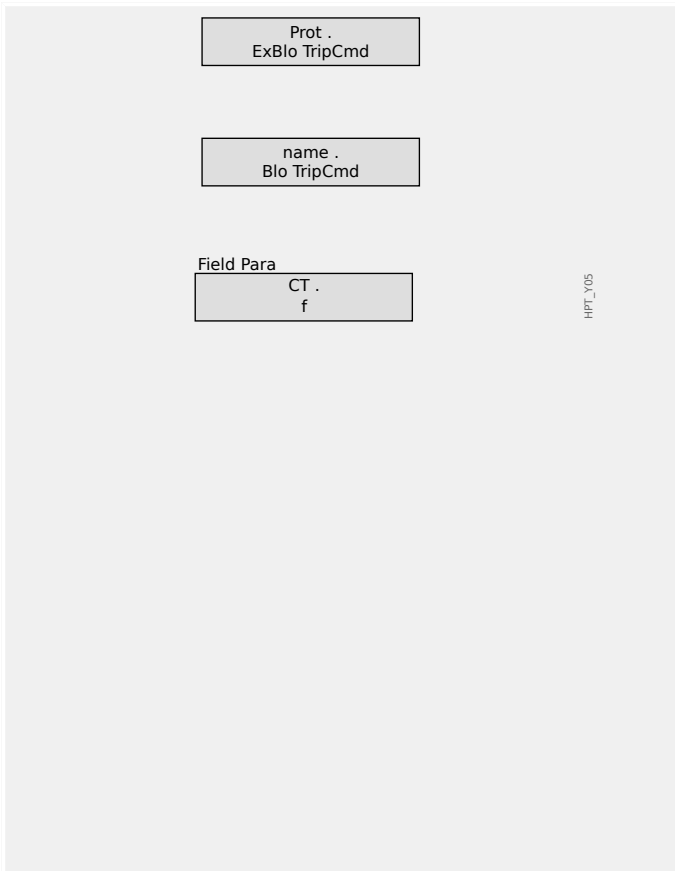 Prot .
ExBlo TripCmd
name .
Blo TripCmd
Field Para
CT .
f
HPT_Y05